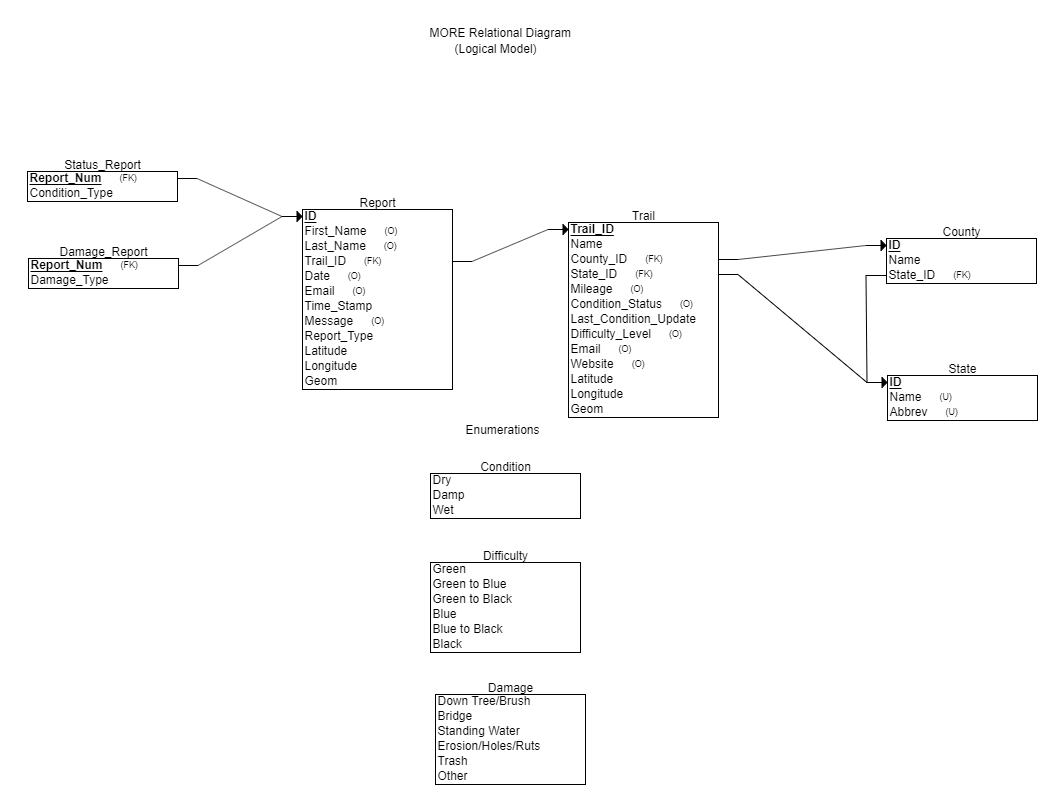 MORE Relational Diagram
(Logical Model)
Status_Report
Report_Num (FK)
Condition_Type
Damage_Report
Report_Num (FK)
Damage_Type
Report
ID
First_Name (O)
Last_Name (O)
Trail_ID (FK)
Date (O)
Email (O)
Time_Stamp
Message (O)
Report_Type
Latitude
Longitude
Geom
Trail
Trail_ID
Name
County_ID (FK)
State_ID (FK)
Mileage (O)
Condition_Status (O)
Last_Condition_Update
Difficulty_Level (O)
Email (O)
Website (O)
Latitude
Longitude
Geom
County
ID
Name
State_ID (FK)
State
ID
Name (U)
Abbrev (U)
Enumerations
Condition
Dry
Damp
Wet
Difficulty
Green
Green to Blue
Green to Black
Blue
Blue to Black
Black
Damage
Down Tree/Brush
Bridge
Standing Water
Erosion/Holes/Ruts
Trash
Other